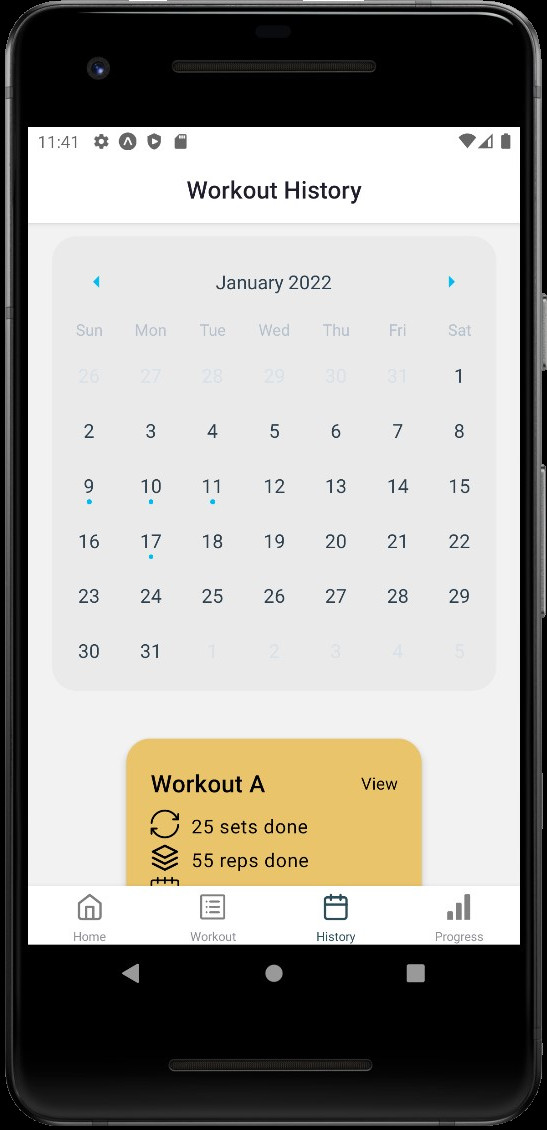 11:41
Workout History
January 2022
Sun Mon Tue Wed Thu Fri Sat
26 27 28 29 30 31 1
2 3 4 5 6 7 8
9 10 11 12 13 14 15
16 17 18 19 20 21 22
23 24 25 26 27 28 29
30 31 1 2 3 4 5
Workout A View
25 sets done
55 reps done
Home Workout History Progress